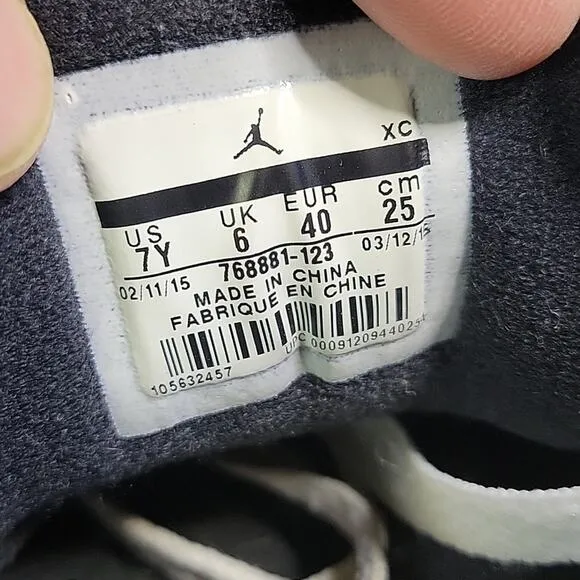 XC
US UK EUR cm
7Y 6 40 25
02/11/15 768881-123 03/12/15
MADE IN CHINA
FABRIQUE EN CHINE
105632457 UPC